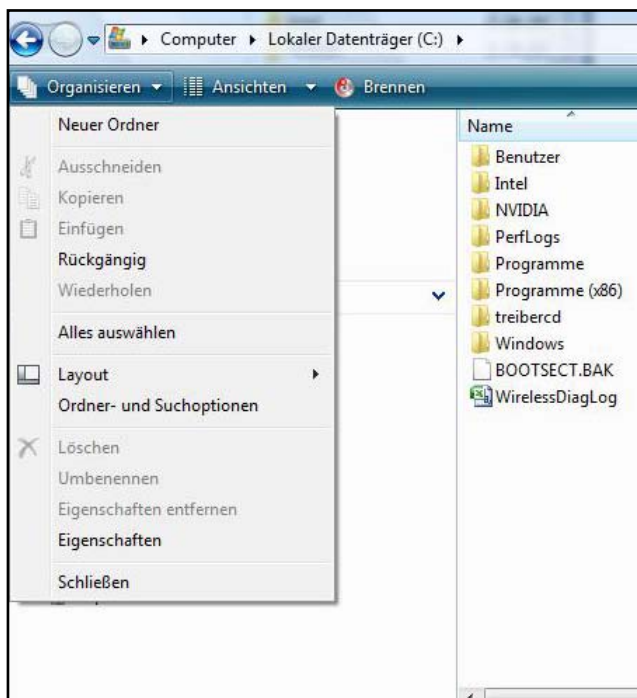 Computer Lokaler Datenträger (C:)
Organisieren Ansichten Brennen
Neuer Ordner
Ausschneiden
Kopieren
Einfügen
Rückgängig
Wiederholen
Alles auswählen
Layout
Ordner- und Suchoptionen
Löschen
Umbenennen
Eigenschaften entfernen
Eigenschaften
Schließen
Name
Benutzer
Intel
NVIDIA
PerfLogs
Programme
Programme (x86)
treibercd
Windows
BOOTSECT.BAK
WirelessDiagLog